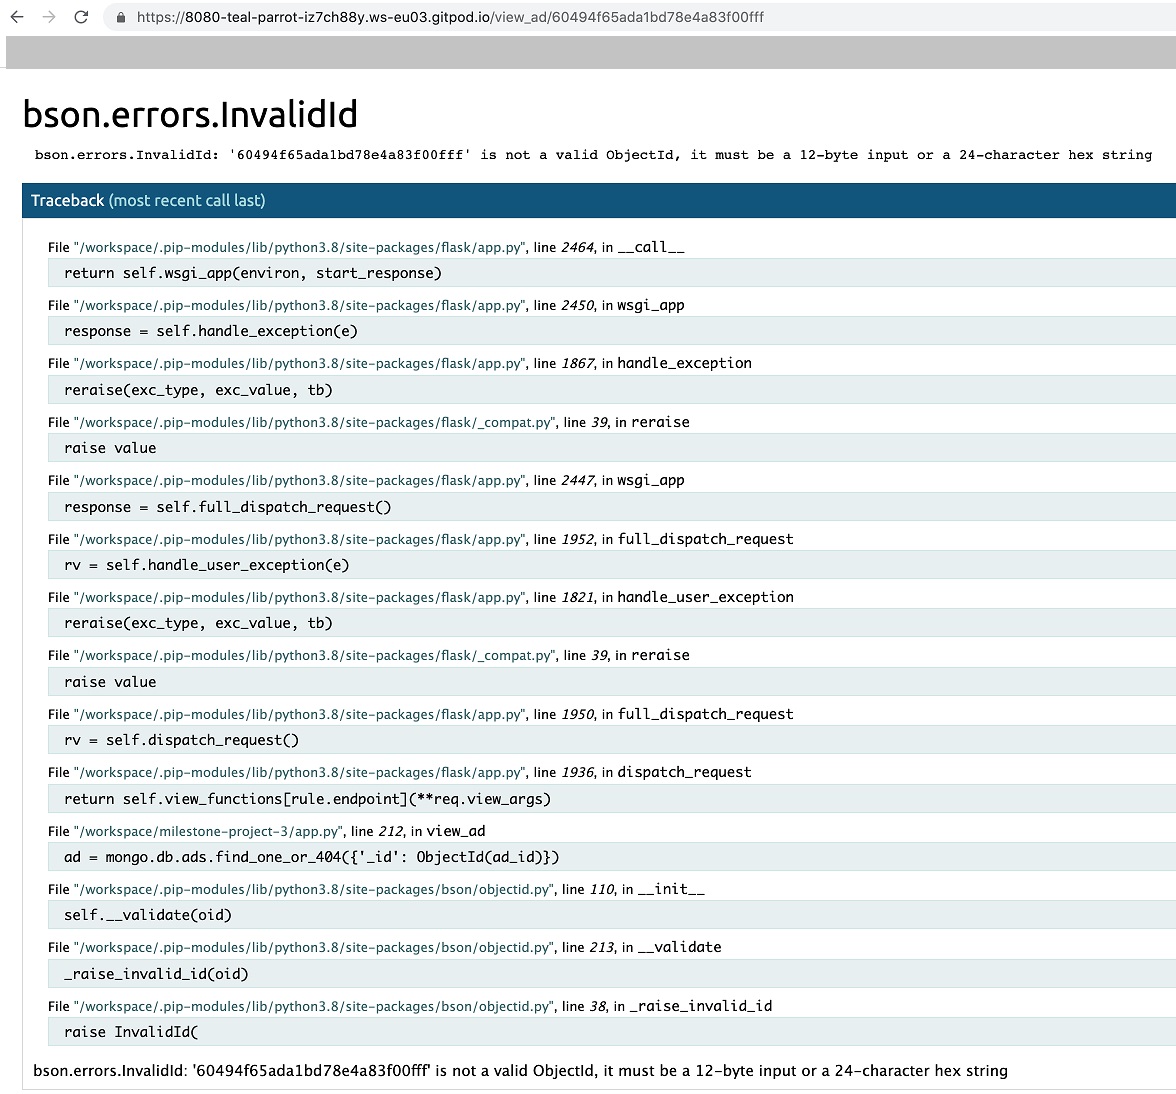 https://8080-teal-parrot-iz7ch88y.ws-eu03.gitpod.io/view_ad/60494f65ada1bd78e4a83f00fff
bson.errors.InvalidId
bson.errors.InvalidId: '60494f65ada1bd78e4a83f00fff' is not a valid ObjectId, it must be a 12-byte input or a 24-character hex string
Traceback (most recent call last)
File "/workspace/.pip-modules/lib/python3.8/site-packages/flask/app.py", line 2464, in __call__
return self.wsgi_app(environ, start_response)
File "/workspace/.pip-modules/lib/python3.8/site-packages/flask/app.py", line 2450, in wsgi_app
response = self.handle_exception(e)
File "/workspace/.pip-modules/lib/python3.8/site-packages/flask/app.py", line 1867, in handle_exception
reraise(exc_type, exc_value, tb)
File "/workspace/.pip-modules/lib/python3.8/site-packages/flask/_compat.py", line 39, in reraise
raise value
File "/workspace/.pip-modules/lib/python3.8/site-packages/flask/app.py", line 2447, in wsgi_app
response = self.full_dispatch_request()
File "/workspace/.pip-modules/lib/python3.8/site-packages/flask/app.py", line 1952, in full_dispatch_request
rv = self.handle_user_exception(e)
File "/workspace/.pip-modules/lib/python3.8/site-packages/flask/app.py", line 1821, in handle_user_exception
reraise(exc_type, exc_value, tb)
File "/workspace/.pip-modules/lib/python3.8/site-packages/flask/_compat.py", line 39, in reraise
raise value
File "/workspace/.pip-modules/lib/python3.8/site-packages/flask/app.py", line 1950, in full_dispatch_request
rv = self.dispatch_request()
File "/workspace/.pip-modules/lib/python3.8/site-packages/flask/app.py", line 1936, in dispatch_request
return self.view_functions[rule.endpoint](**req.view_args)
File "/workspace/milestone-project-3/app.py", line 212, in view_ad
ad = mongo.db.ads.find_one_or_404({'_id': ObjectId(ad_id)})
File "/workspace/.pip-modules/lib/python3.8/site-packages/bson/objectid.py", line 110, in __init__
self.__validate(oid)
File "/workspace/.pip-modules/lib/python3.8/site-packages/bson/objectid.py", line 213, in __validate
_raise_invalid_id(oid)
File "/workspace/.pip-modules/lib/python3.8/site-packages/bson/objectid.py", line 38, in _raise_invalid_id
raise InvalidId(
bson.errors.InvalidId: '60494f65ada1bd78e4a83f00fff' is not a valid ObjectId, it must be a 12-byte input or a 24-character hex string